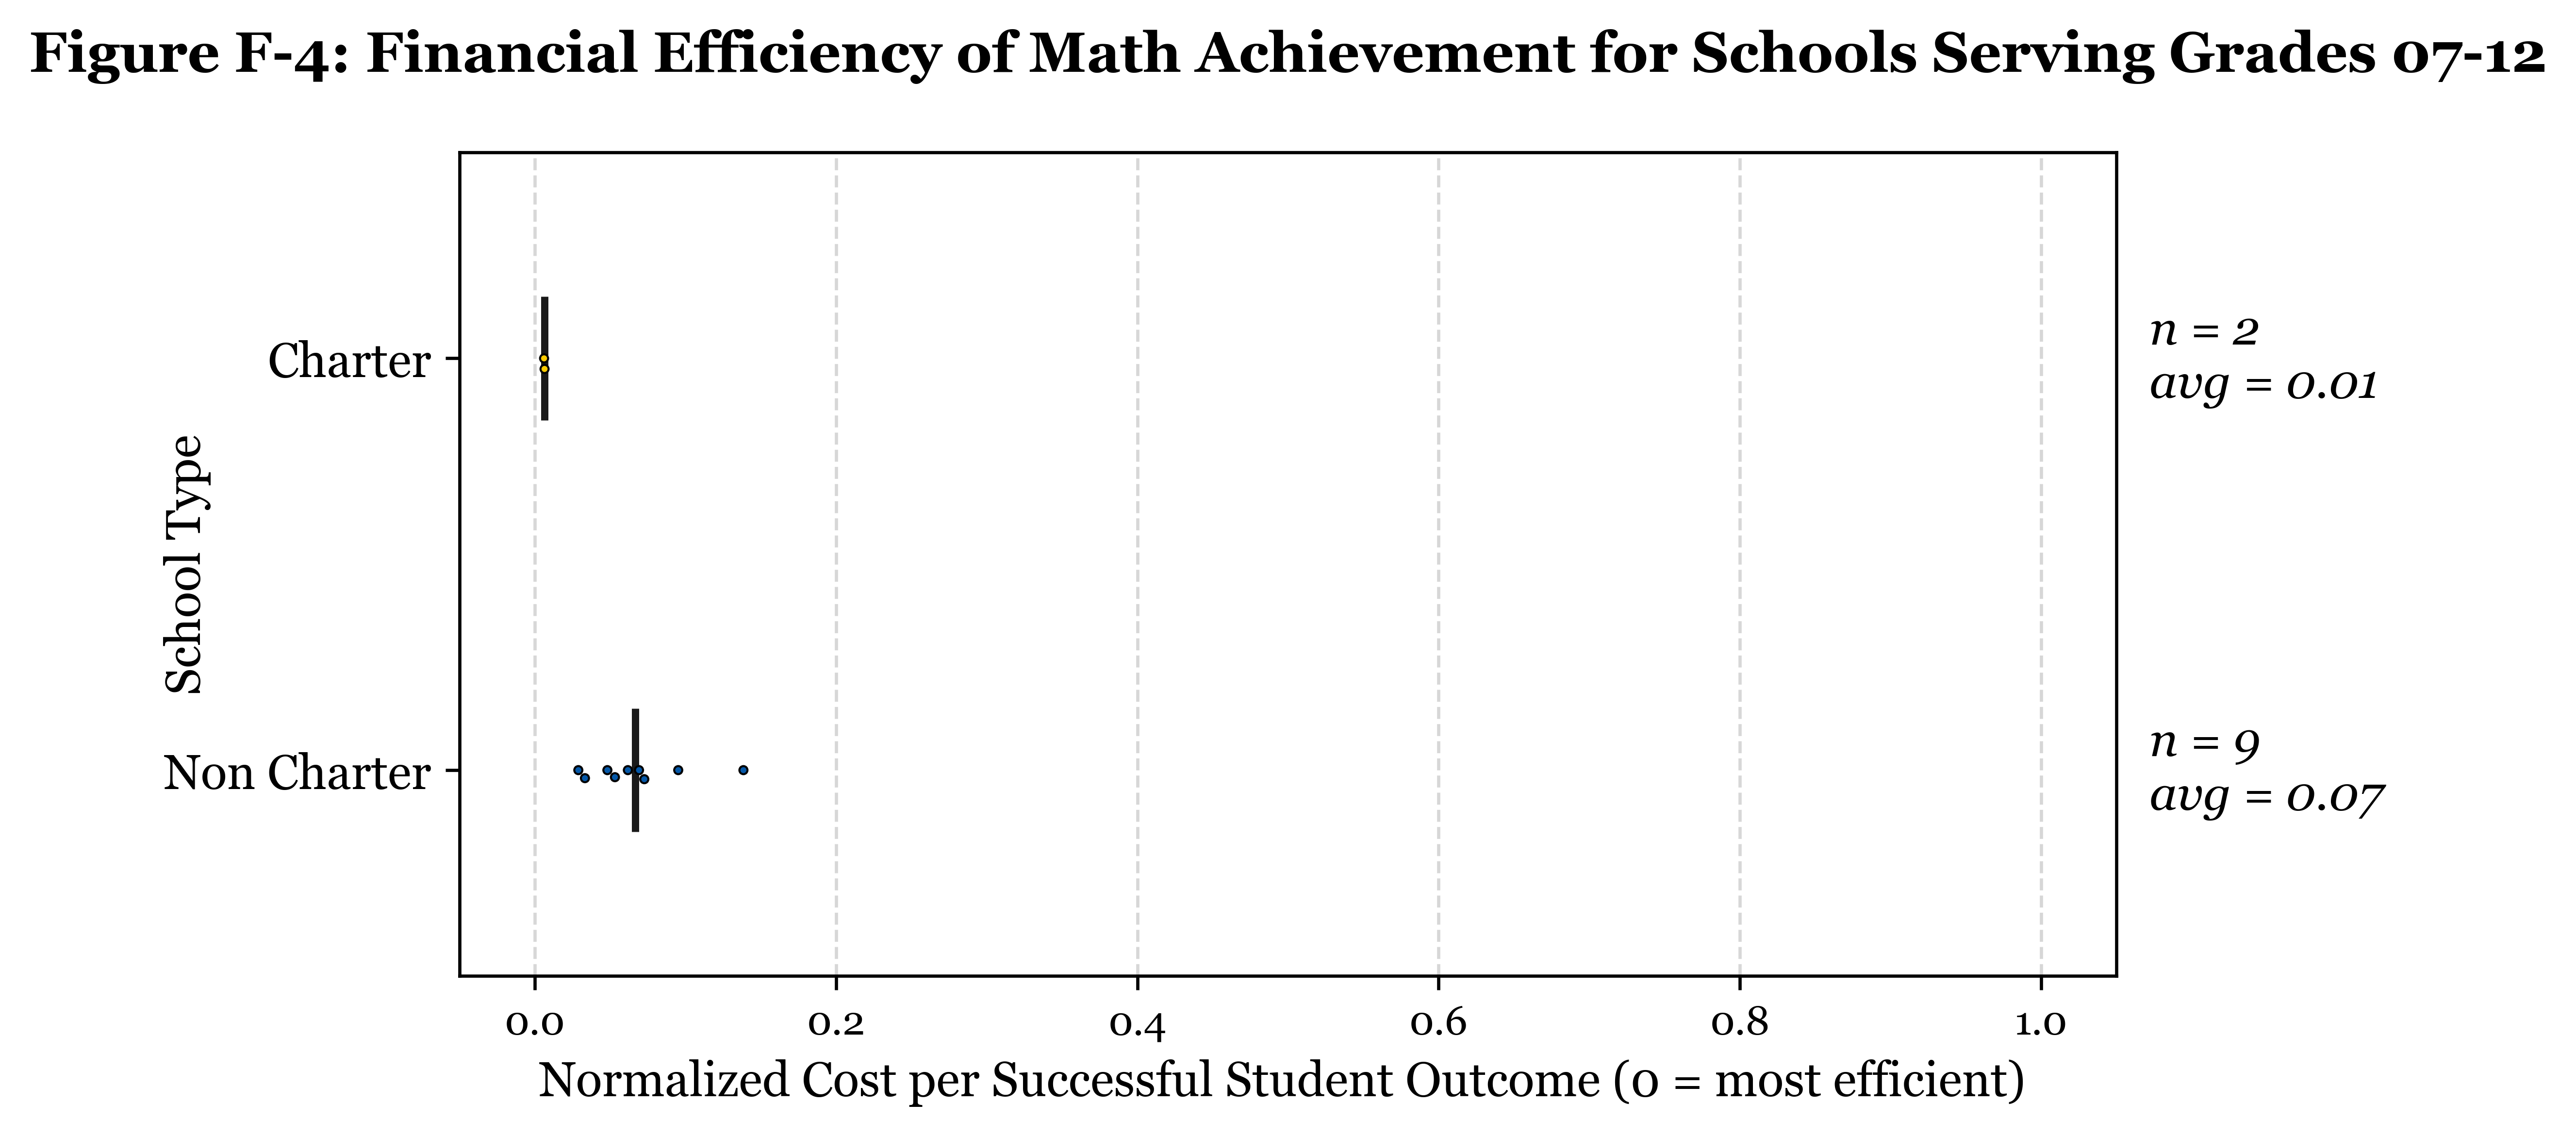 Figure F-4: Financial Efficiency of Math Achievement for Schools Serving Grades 07-12
School Type
Charter
n = 2
avg = 0.01
Non Charter
n = 9
avg = 0.07
0.0
0.2
0.4
0.6
0.8
1.0
Normalized Cost per Successful Student Outcome (0 = most efficient)